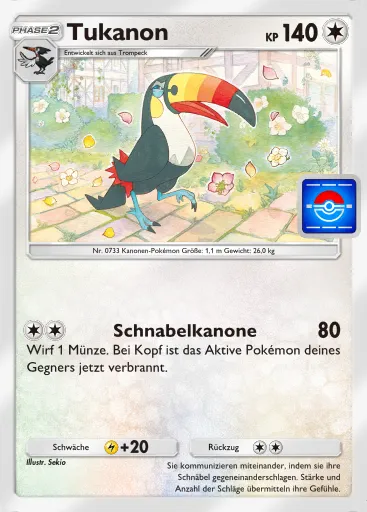 PHASE 2
Tukanon
KP 140
Entwickelt sich aus Trompeck
Nr. 0733 Kanonen-Pokémon Größe: 1,1 m Gewicht: 26,0 kg
Schnabelkanone 80
Wirf 1 Münze. Bei Kopf ist das Aktive Pokémon deines
Gegners jetzt verbrannt.
Schwäche +20
Rückzug
Illustr. Sekio
Sie kommunizieren miteinander, indem sie ihre
Schnäbel gegeneinanderschlagen. Stärke und
Anzahl der Schläge übermitteln ihre Gefühle.